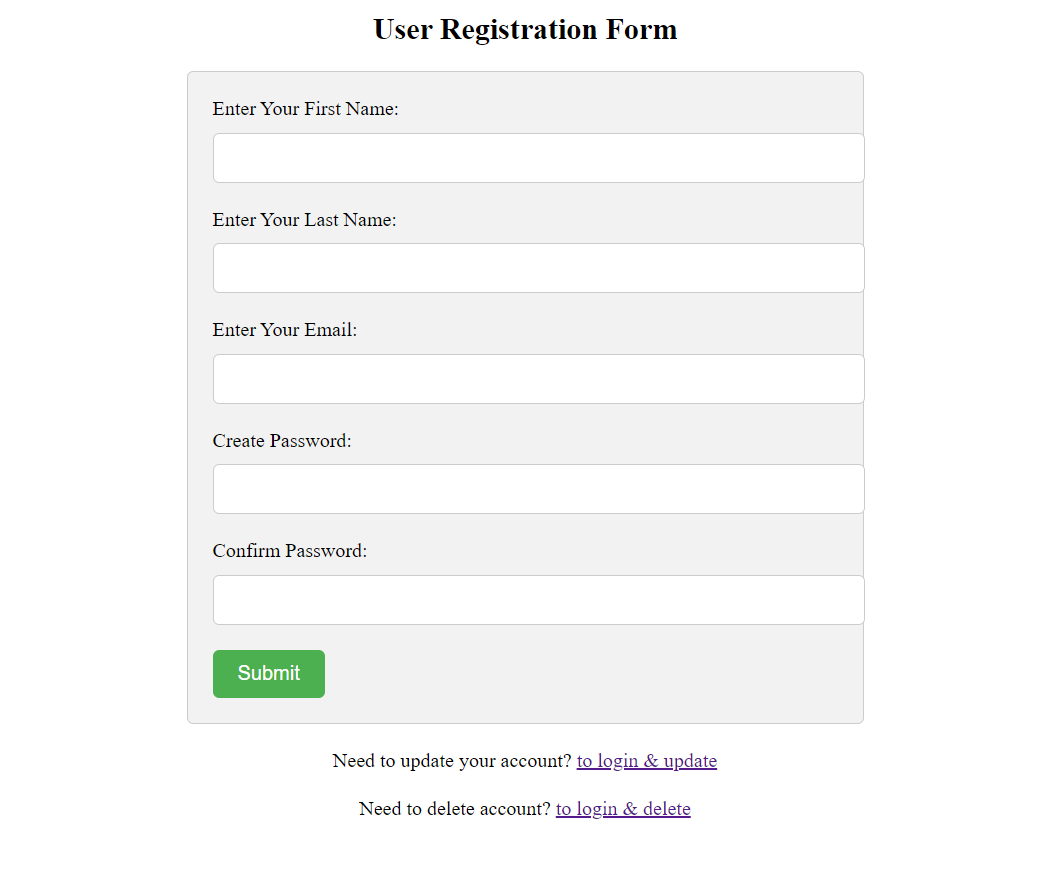 User Registration Form
Enter Your First Name:
Enter Your Last Name:
Enter Your Email:
Create Password:
Confirm Password:
Submit
Need to update your account? to login & update
Need to delete account? to login & delete